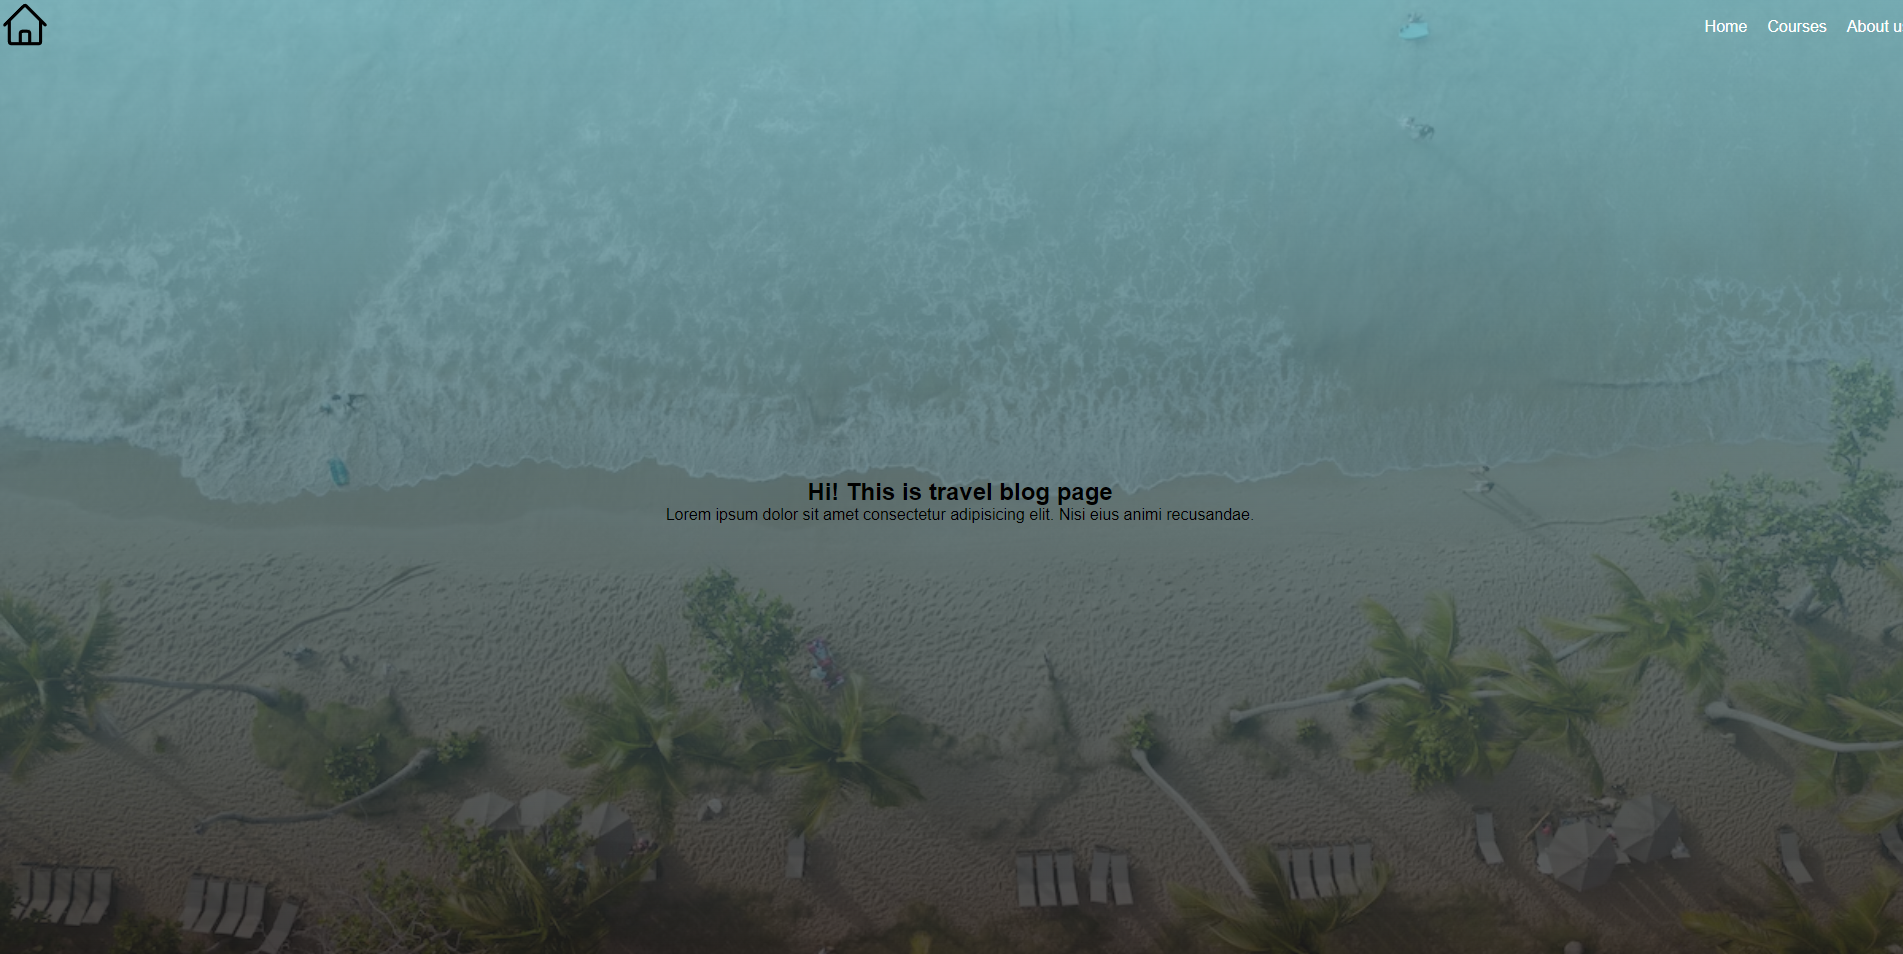 Home Courses About u
Hi! This is travel blog page
Lorem ipsum dolor sit amet consectetur adipisicing elit. Nisi eius animi recusandae.